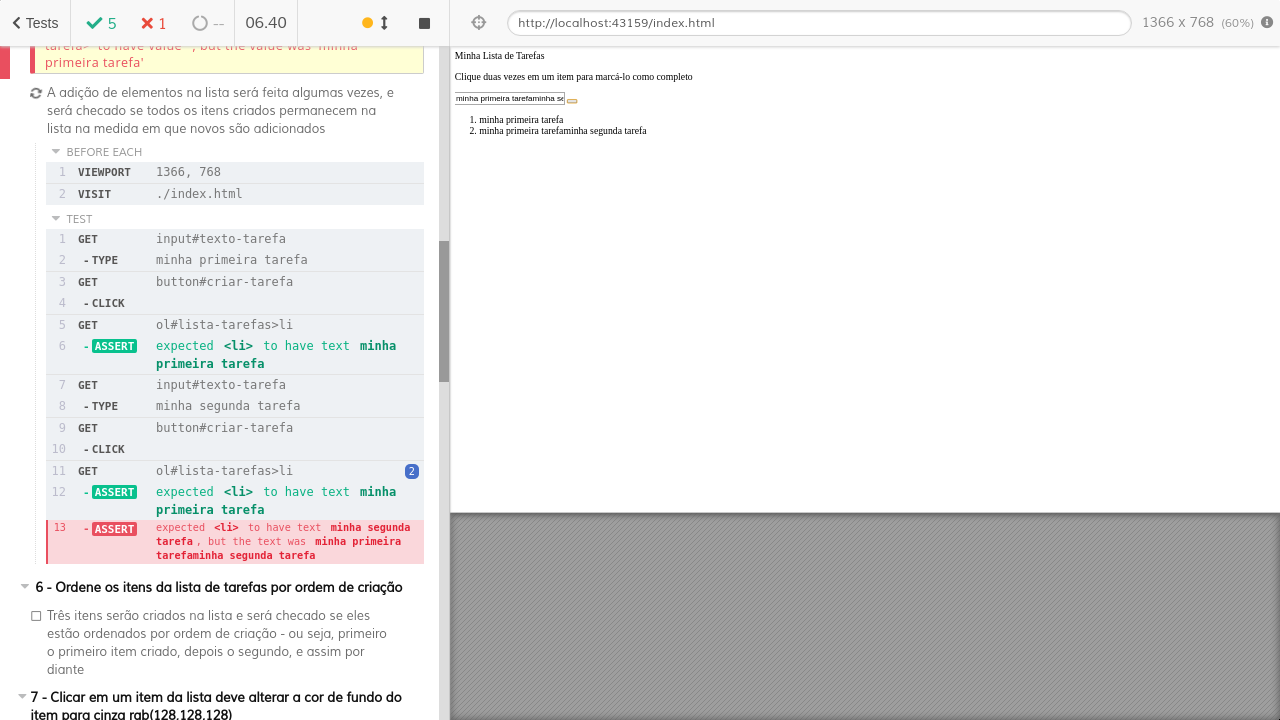 Tests
5
1
--
06.40
http://localhost:43159/index.html
1366 x 768 (60%)
tarefa>' to have value '', but the value was 'minha
primeira tarefa'
A adição de elementos na lista será feita algumas vezes, e
será checado se todos os itens criados permanecem na
lista na medida em que novos são adicionados
BEFORE EACH
1 VIEWPORT 1366, 768
2 VISIT ./index.html
TEST
1 GET input#texto-tarefa
2 -TYPE minha primeira tarefa
3 GET button#criar-tarefa
4 -CLICK
5 GET ol#lista-tarefas>li
6 -ASSERT expected <li> to have text minha
primeira tarefa
7 GET input#texto-tarefa
8 -TYPE minha segunda tarefa
9 GET button#criar-tarefa
10 -CLICK
11 GET ol#lista-tarefas>li 2
12 -ASSERT expected <li> to have text minha
primeira tarefa
13 -ASSERT expected <li> to have text minha segunda
tarefa, but the text was minha primeira
tarefaminha segunda tarefa
6 - Ordene os itens da lista de tarefas por ordem de criação
Três itens serão criados na lista e será checado se eles
estão ordenados por ordem de criação - ou seja, primeiro
o primeiro item criado, depois o segundo, e assim por
diante
7 - Clicar em um item da lista deve alterar a cor de fundo do
item para cinza rgb(128,128,128)
Minha Lista de Tarefas
Clique duas vezes em um item para marcá-lo como completo
minha primeira tarefaminha se
1. minha primeira tarefa
2. minha primeira tarefaminha segunda tarefa